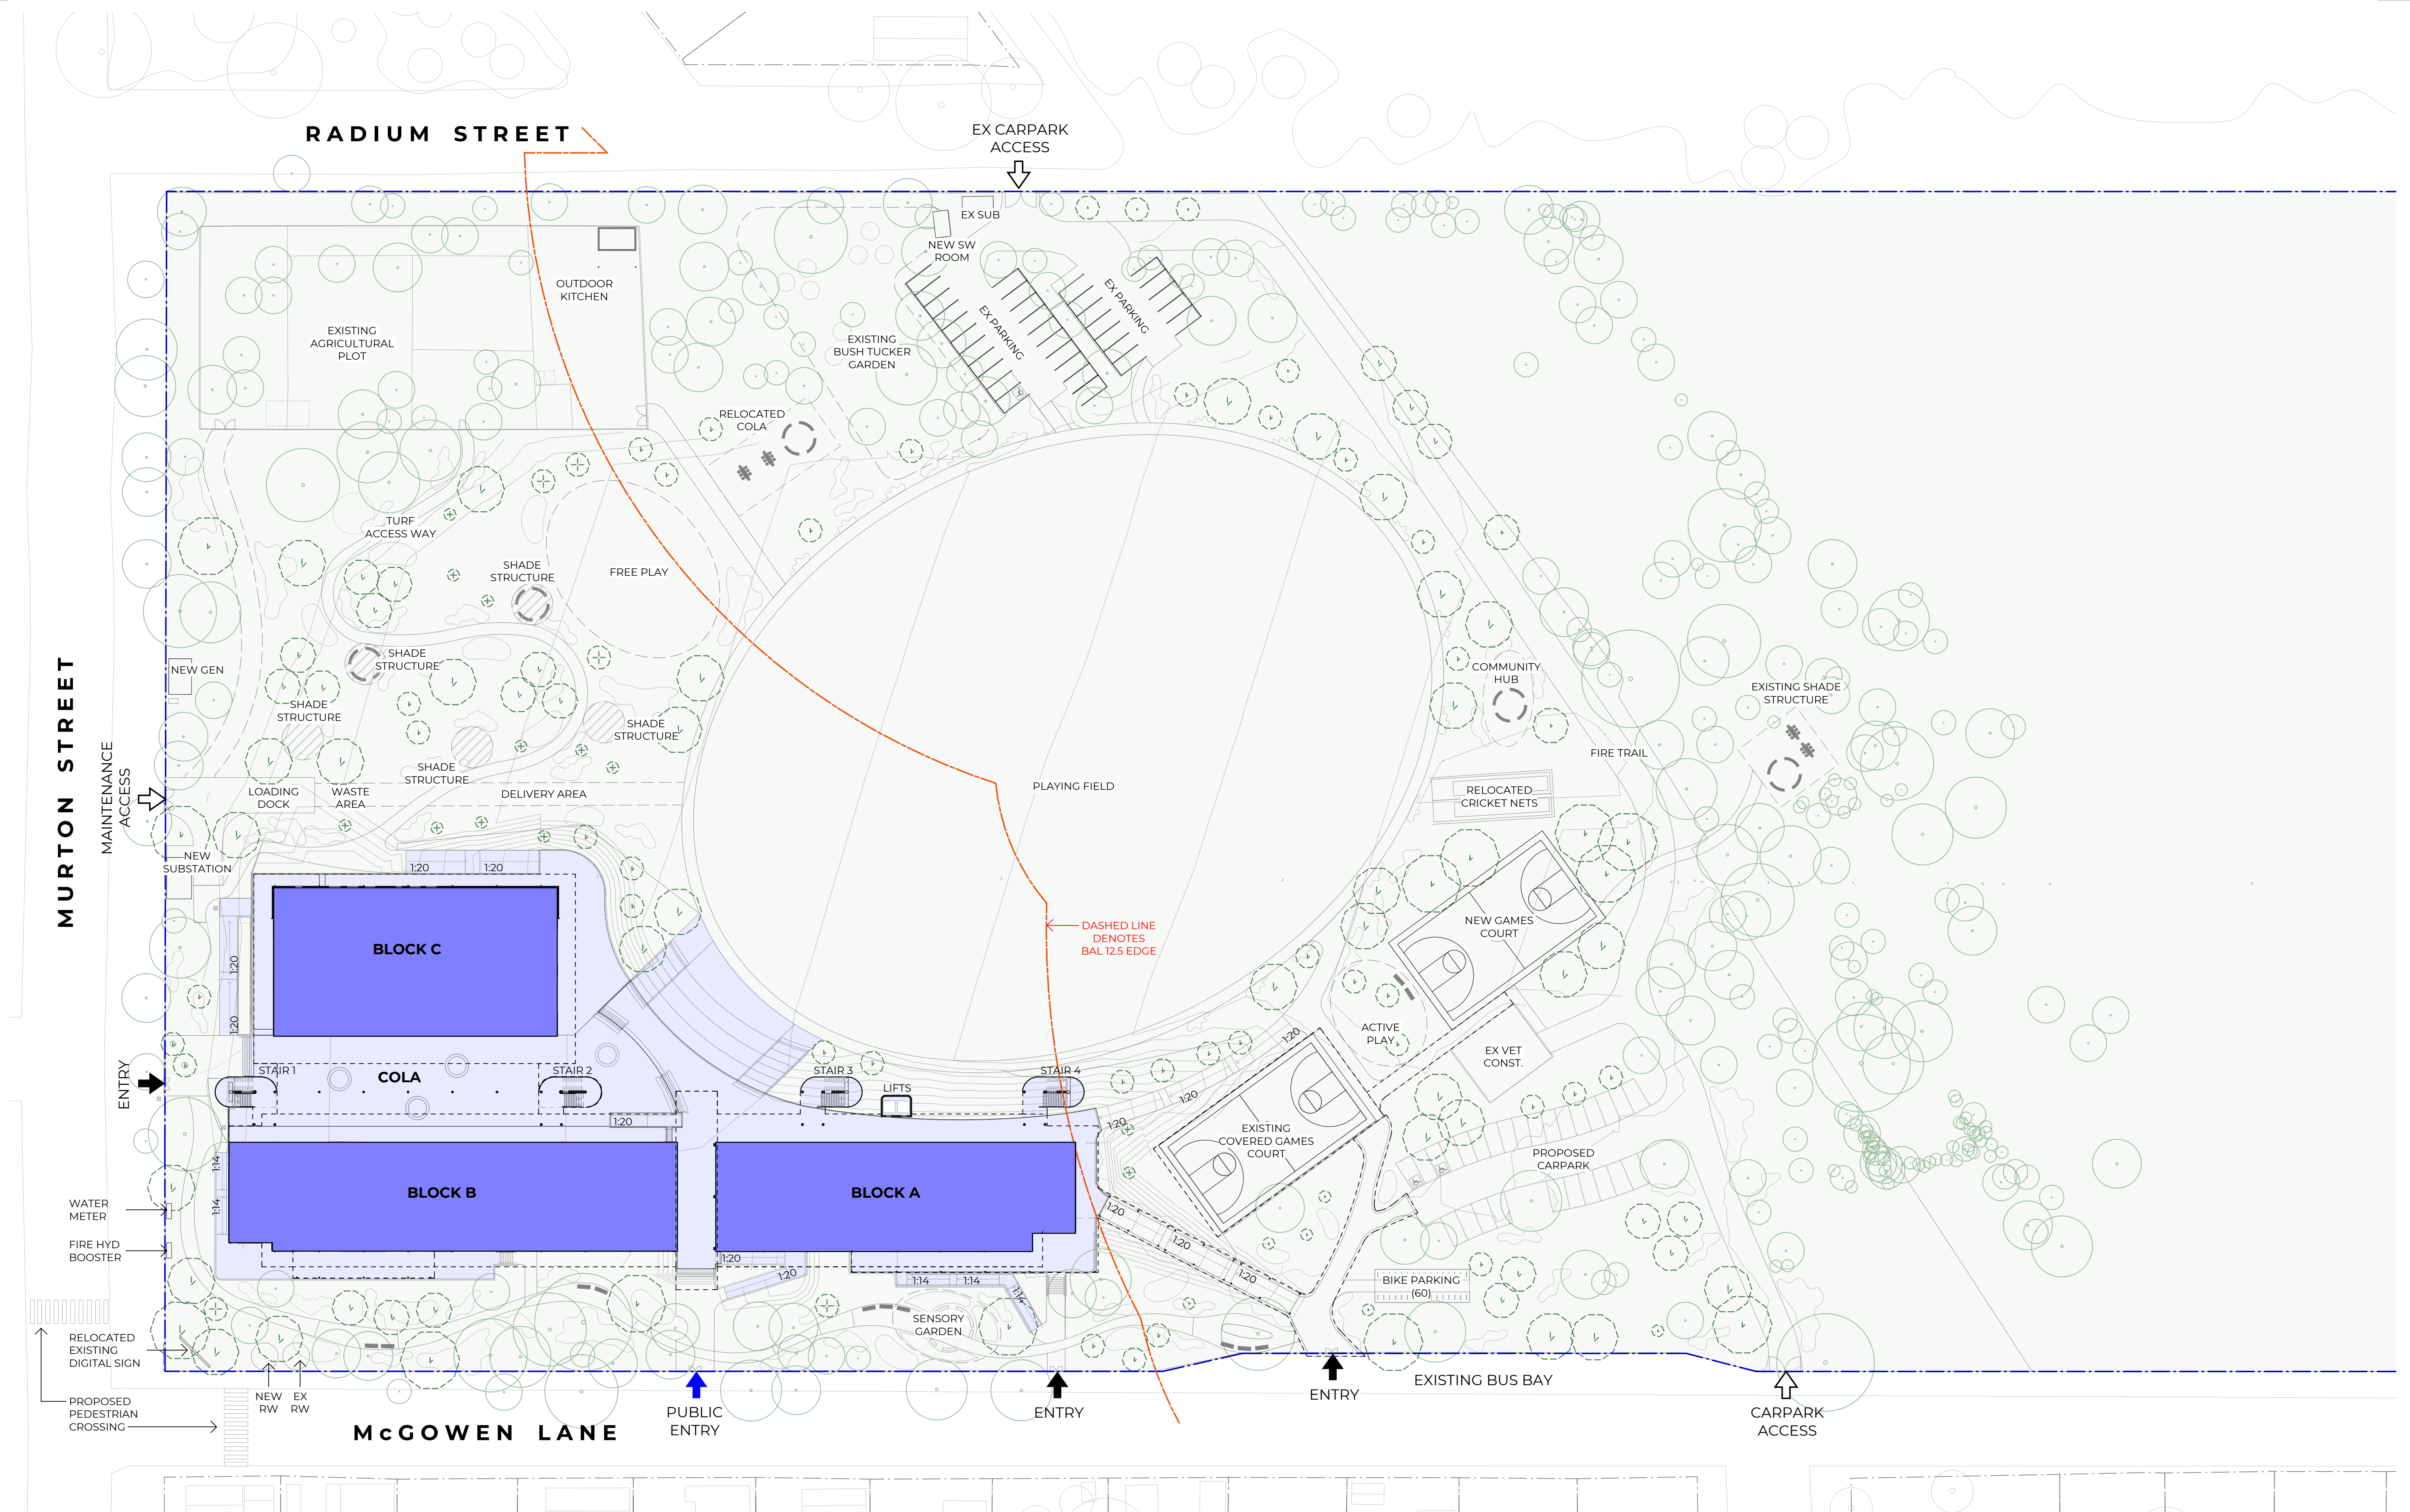 RADIUM STREET
EX CARPARK
ACCESS
EX SUB
NEW SW
ROOM
OUTDOOR
KITCHEN
EX PARKING
EX PARKING
EXISTING
AGRICULTURAL
PLOT
EXISTING
BUSH TUCKER
GARDEN
RELOCATED
COLA
TURF
ACCESS WAY
SHADE
STRUCTURE
FREE PLAY
SHADE
STRUCTURE
NEW GEN
SHADE
STRUCTURE
SHADE
STRUCTURE
SHADE
STRUCTURE
COMMUNITY
HUB
EXISTING SHADE
STRUCTURE
FIRE TRAIL
MURTON STREET
MAINTENANCE
ACCESS
LOADING
DOCK
WASTE
AREA
DELIVERY AREA
PLAYING FIELD
RELOCATED
CRICKET NETS
NEW
SUBSTATION
1:20
1:20
BLOCK C
1:20
1:20
DASHED LINE
DENOTES
BAL 12.5 EDGE
NEW GAMES
COURT
ACTIVE
PLAY
EX VET
CONST.
1:20
ENTRY
STAIR 1
COLA
STAIR 2
STAIR 3
LIFTS
STAIR 4
1:20
1:20
1:20
EXISTING
COVERED GAMES
COURT
PROPOSED
CARPARK
1:14
1:14
BLOCK B
BLOCK A
WATER
METER
FIRE HYD
BOOSTER
1:20
1:20
1:20
1:20
1:20
1:14
1:14
1:14
BIKE PARKING
(60)
SENSORY
GARDEN
RELOCATED
EXISTING
DIGITAL SIGN
NEW
RW
EX
RW
PROPOSED
PEDESTRIAN
CROSSING
McGOWEN LANE
PUBLIC
ENTRY
ENTRY
ENTRY
EXISTING BUS BAY
CARPARK
ACCESS